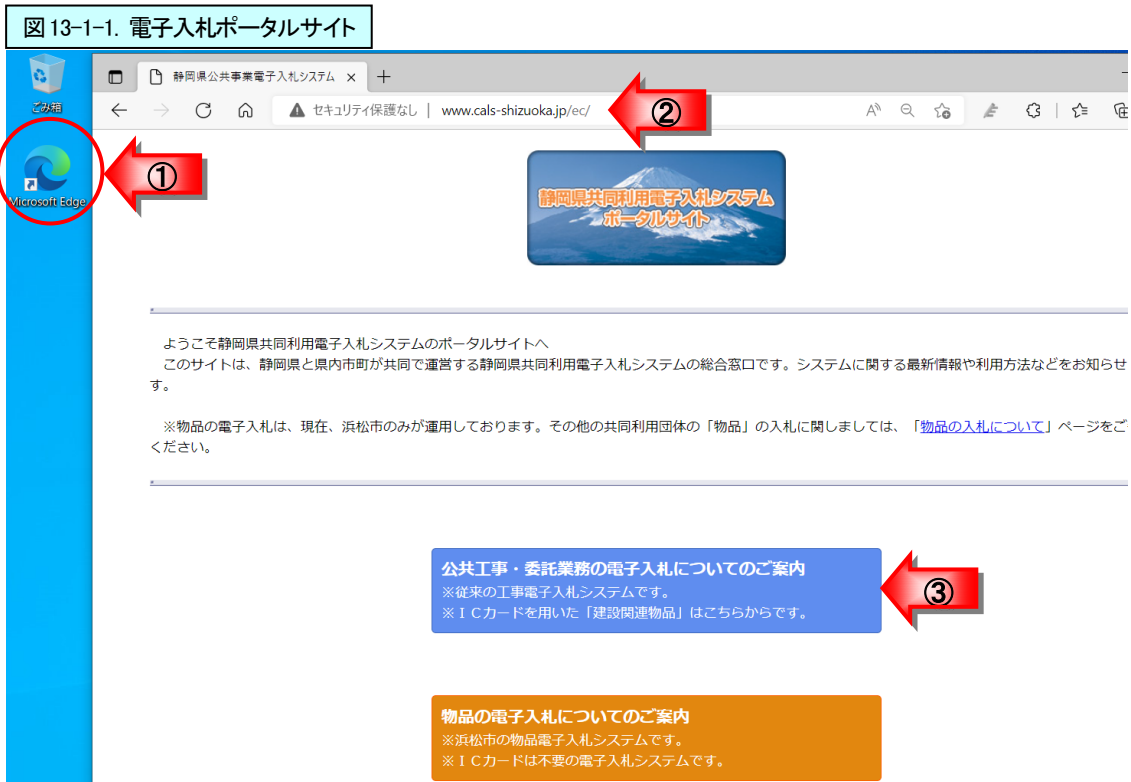 図 13-1-1. 電子入札ポータルサイト
ごみ箱
静岡県公共事業電子入札システム
セキュリティ保護なし | www.cals-shizuoka.jp/ec/
②
①
Microsoft Edge
静岡県共同利用電子入札システム
ポータルサイト
ようこそ静岡県共同利用電子入札システムのポータルサイトへ
このサイトは、静岡県と県内市町が共同で運営する静岡県共同利用電子入札システムの総合窓口です。システムに関する最新情報や利用方法などをお知らせ
す。
※物品の電子入札は、現在、浜松市のみが運用しております。その他の共同利用団体の「物品」の入札に関しましては、「物品の入札について」ページをご
ください。
公共工事・委託業務の電子入札についてのご案内
※従来の工事電子入札システムです。
※ＩＣカードを用いた「建設関連物品」はこちらからです。
③
物品の電子入札についてのご案内
※浜松市の物品電子入札システムです。
※ＩＣカードは不要の電子入札システムです。